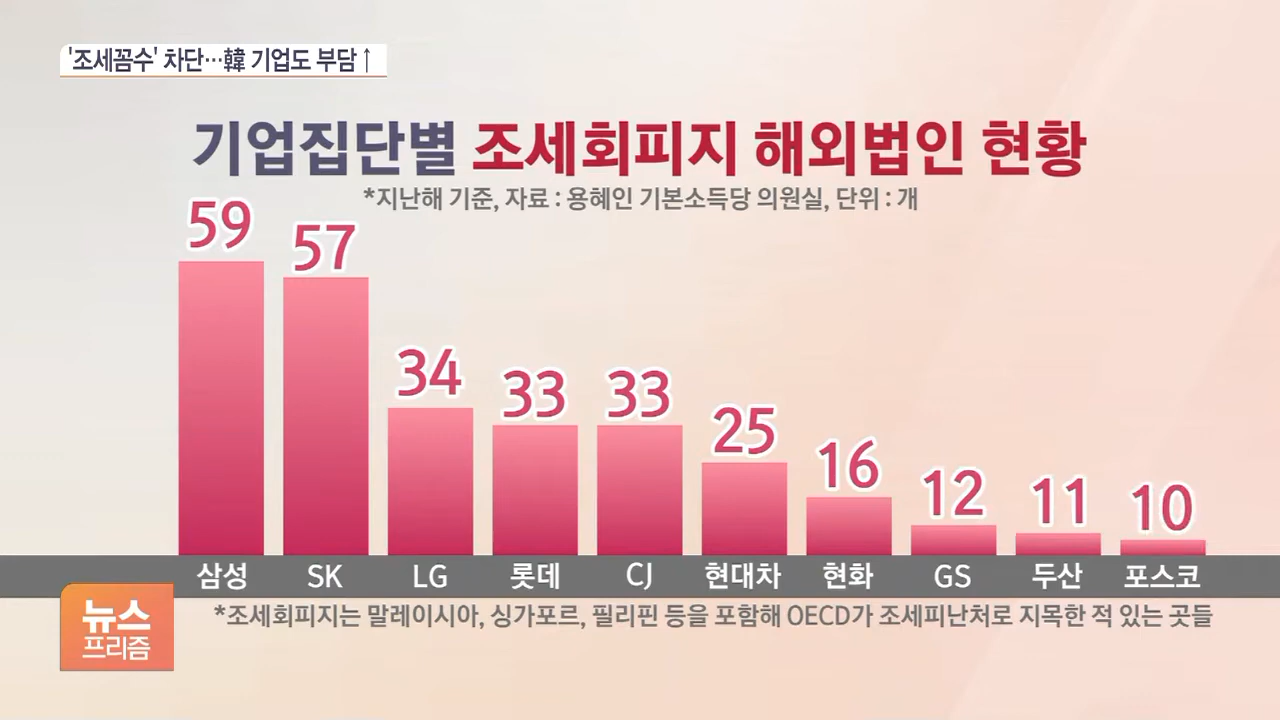 '조세꼼수' 차단…韓 기업도 부담↑
기업집단별 조세회피지 해외법인 현황
*지난해 기준, 자료 : 용혜인 기본소득당 의원실, 단위 : 개
59 57 34 33 33 25 16 12 11 10
삼성 SK LG 롯데 CJ 현대차 현화 GS 두산 포스코
*조세회피지는 말레이시아, 싱가포르, 필리핀 등을 포함해 OECD가 조세피난처로 지목한 적 있는 곳들
뉴스
프리즘